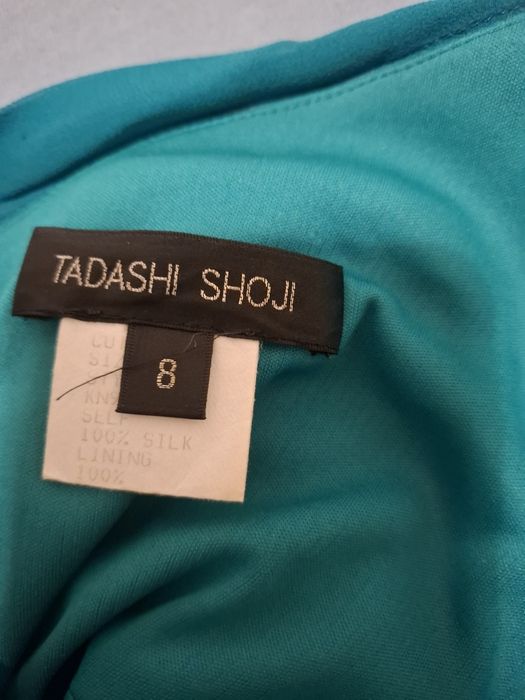 TADASHI SHOJI
8
SELF
100% SILK
LINING
100%